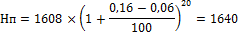 Нп = 1608 × (1 + (0,16 − 0,06)/100)^20 = 1640